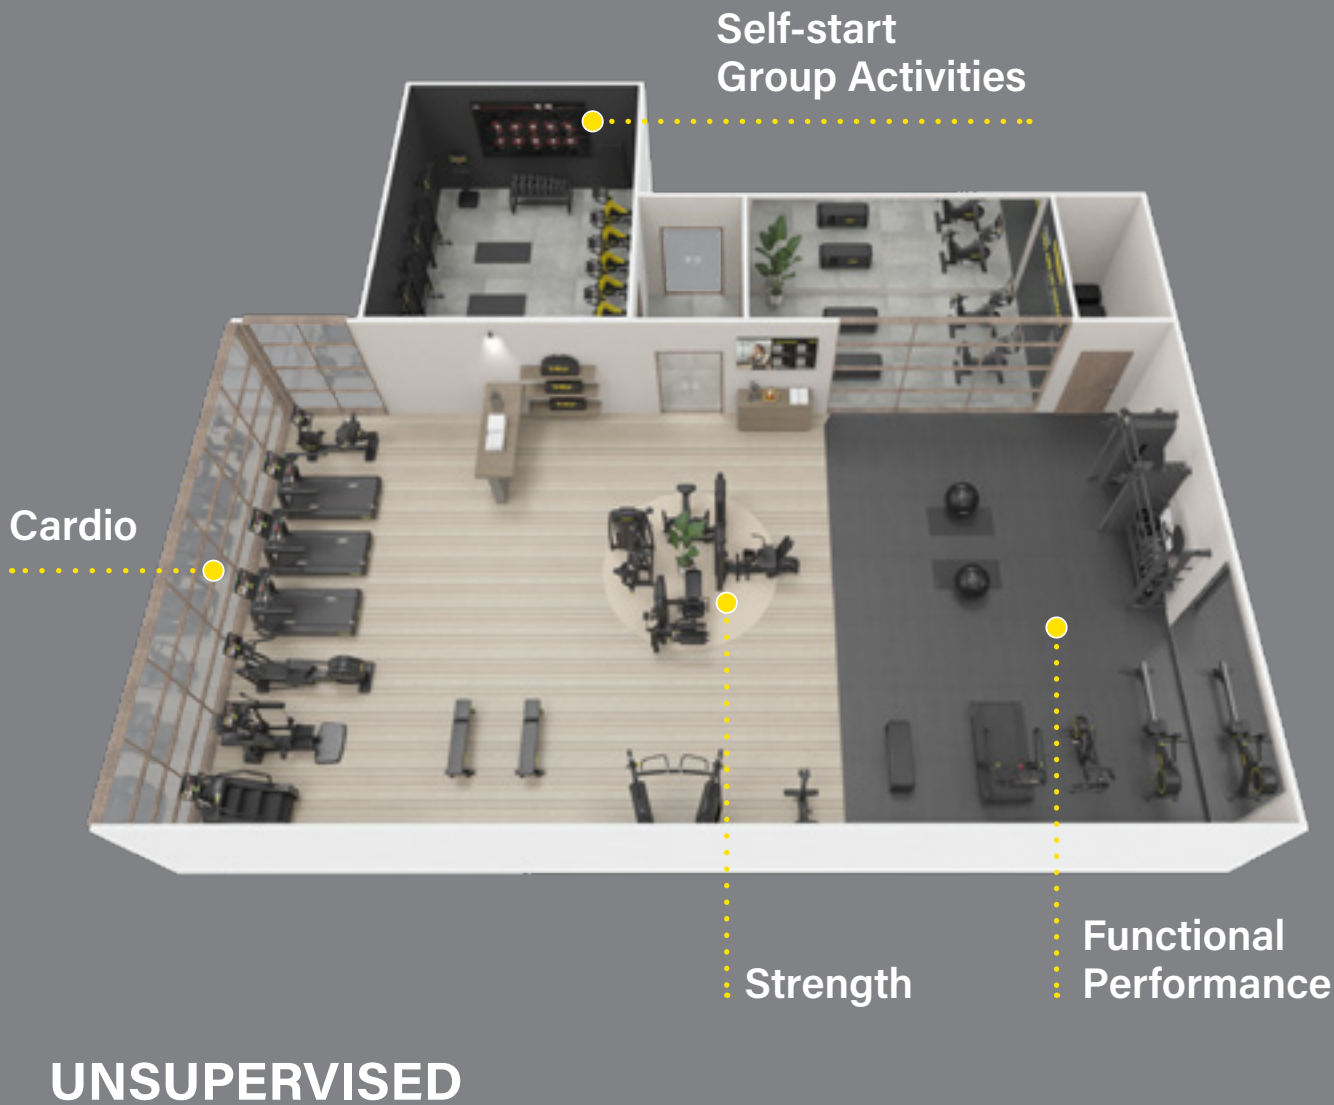 Self-start
Group Activities
Cardio
Functional
Performance
Strength
UNSUPERVISED